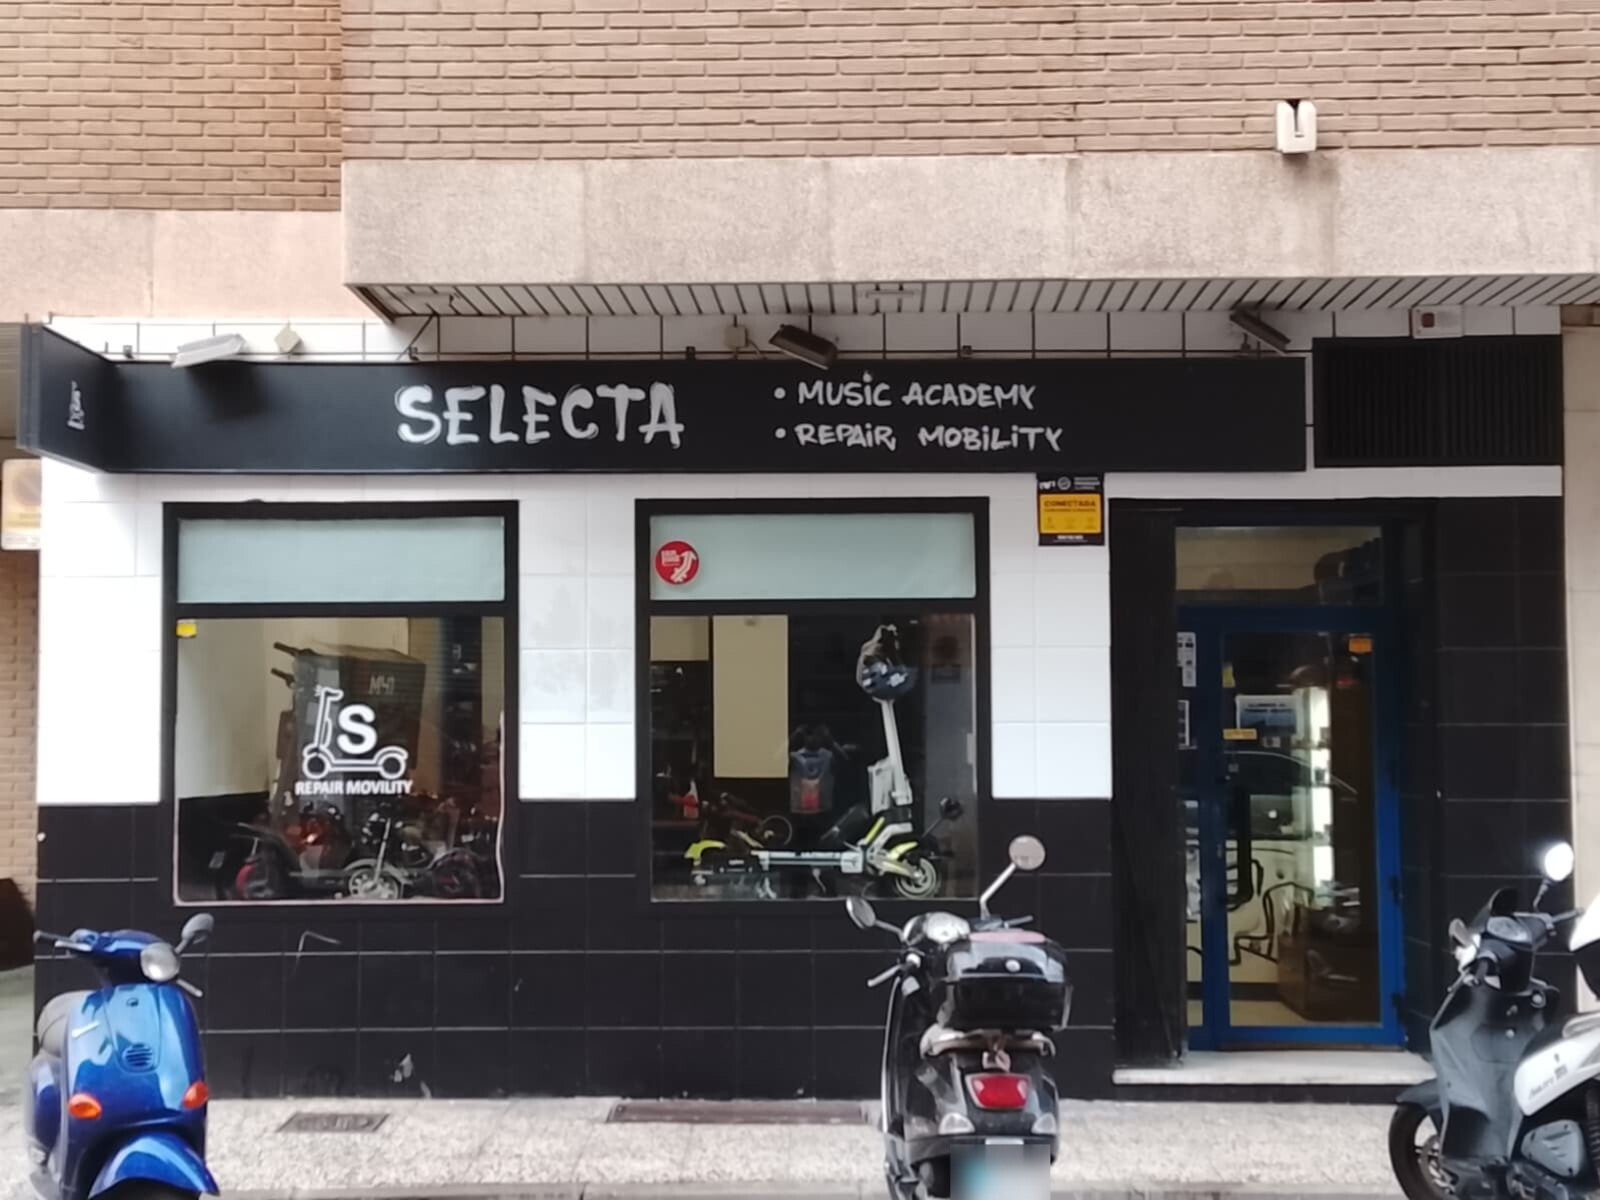 SELECTA
• MUSIC ACADEMY
• REPAIR MOBILITY
CONECTADA
S
REPAIR MOVILITY